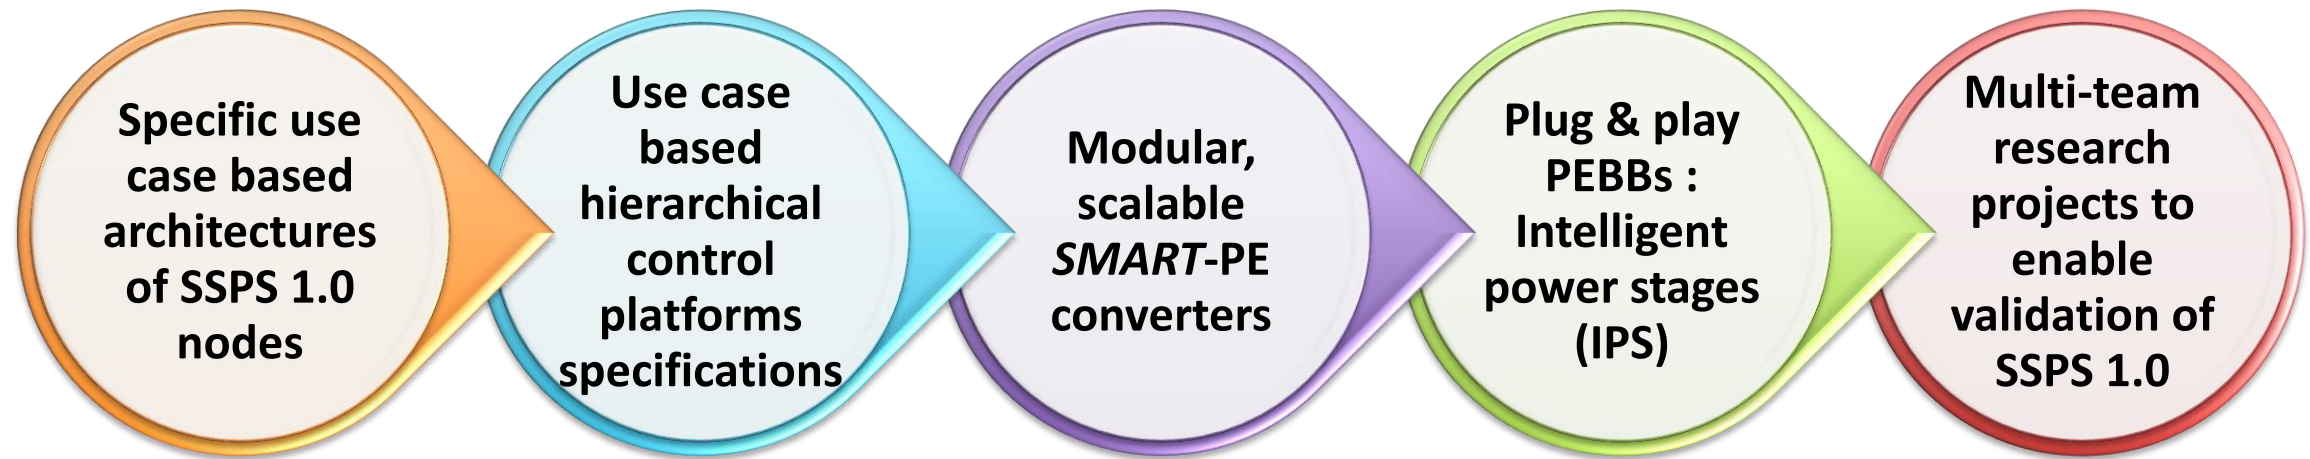 Specific use
case based
architectures
of SSPS 1.0
nodes
Use case
based
hierarchical
control
platforms
specifications
Modular,
scalable
SMART-PE
converters
Plug & play
PEBBs :
Intelligent
power stages
(IPS)
Multi-team
research
projects to
enable
validation of
SSPS 1.0